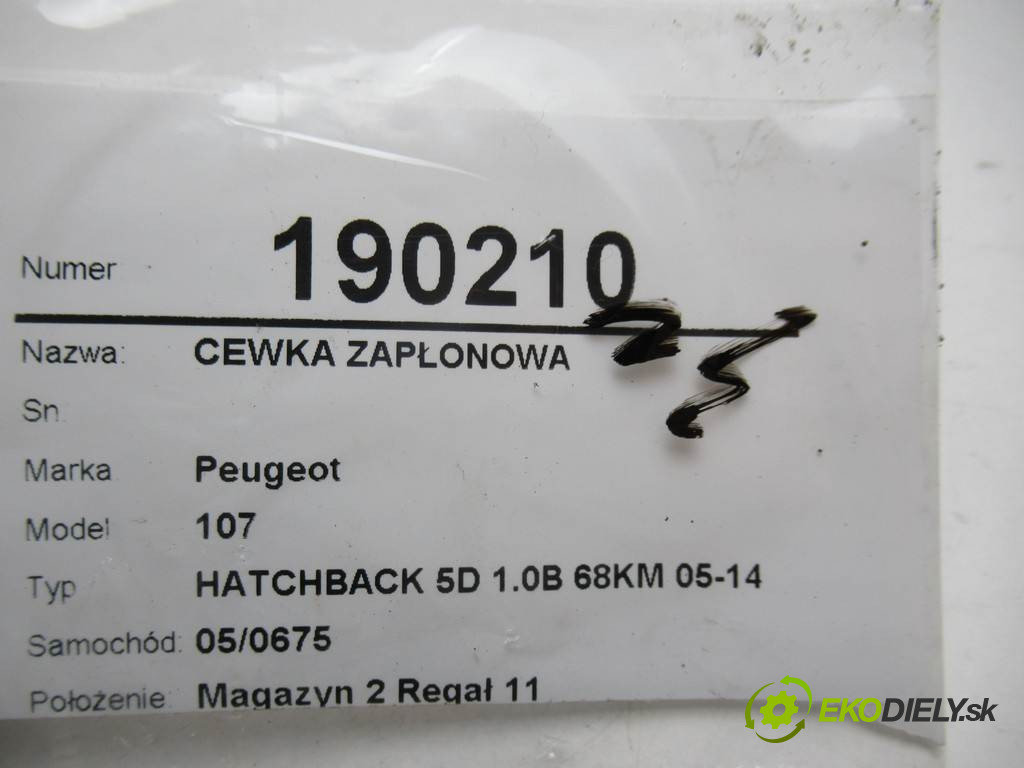 Numer 190210
Nazwa: CEWKA ZAPŁONOWA
Sn
Marka Peugeot
Model 107
Typ HATCHBACK 5D 1.0B 68KM 05-14
Samochód: 05/0675
Położenie Magazyn 2 Regał 11
EKODIELY.sk